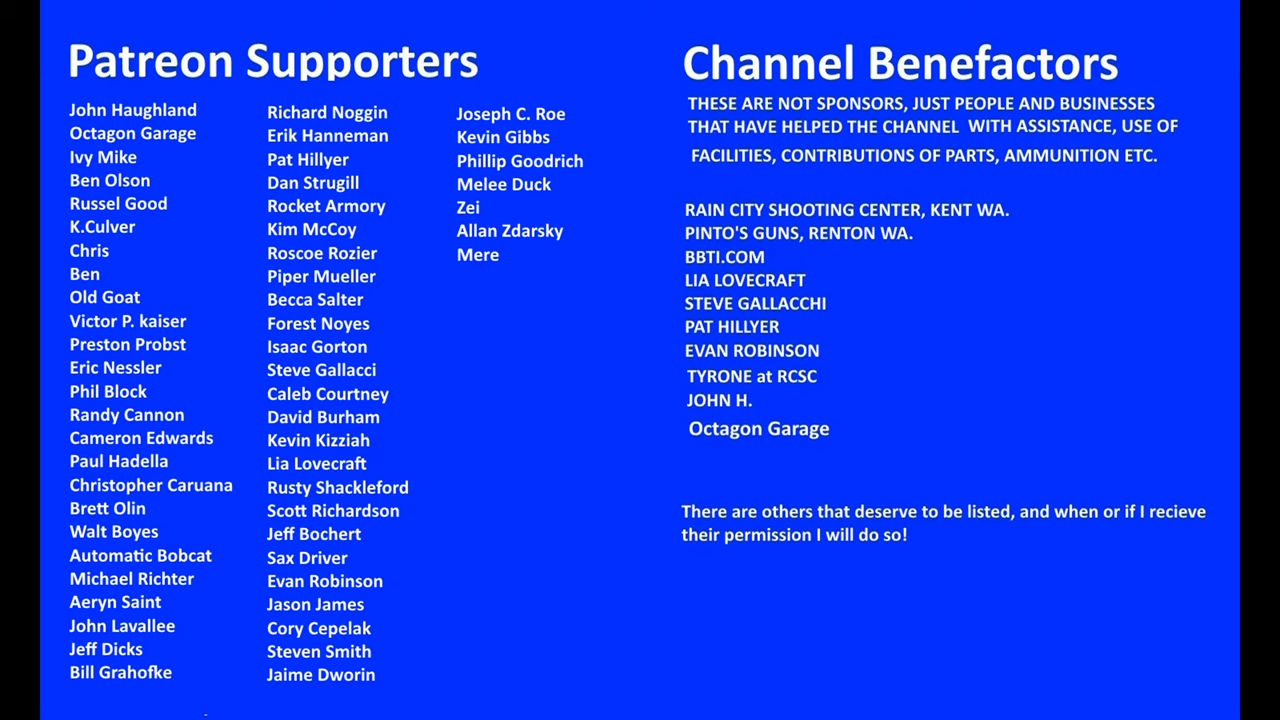 Patreon Supporters
John Haughland
Octagon Garage
Ivy Mike
Ben Olson
Russel Good
K.Culver
Chris
Ben
Old Goat
Victor P. kaiser
Preston Probst
Eric Nessler
Phil Block
Randy Cannon
Cameron Edwards
Paul Hadella
Christopher Caruana
Brett Olin
Walt Boyes
Automatic Bobcat
Michael Richter
Aeryn Saint
John Lavallee
Jeff Dicks
Bill Grahofke
Richard Noggin
Erik Hanneman
Pat Hillyer
Dan Strugill
Rocket Armory
Kim McCoy
Roscoe Rozier
Piper Mueller
Becca Salter
Forest Noyes
Isaac Gorton
Steve Gallacci
Caleb Courtney
David Burham
Kevin Kizziah
Lia Lovecraft
Rusty Shackleford
Scott Richardson
Jeff Bochert
Sax Driver
Evan Robinson
Jason James
Cory Cepelak
Steven Smith
Jaime Dworin
Joseph C. Roe
Kevin Gibbs
Phillip Goodrich
Melee Duck
Zei
Allan Zdarsky
Mere
Channel Benefactors
THESE ARE NOT SPONSORS, JUST PEOPLE AND BUSINESSES
THAT HAVE HELPED THE CHANNEL WITH ASSISTANCE, USE OF
FACILITIES, CONTRIBUTIONS OF PARTS, AMMUNITION ETC.
RAIN CITY SHOOTING CENTER, KENT WA.
PINTO'S GUNS, RENTON WA.
BBTI.COM
LIA LOVECRAFT
STEVE GALLACCHI
PAT HILLYER
EVAN ROBINSON
TYRONE at RCSC
JOHN H.
Octagon Garage
There are others that deserve to be listed, and when or if I recieve
their permission I will do so!